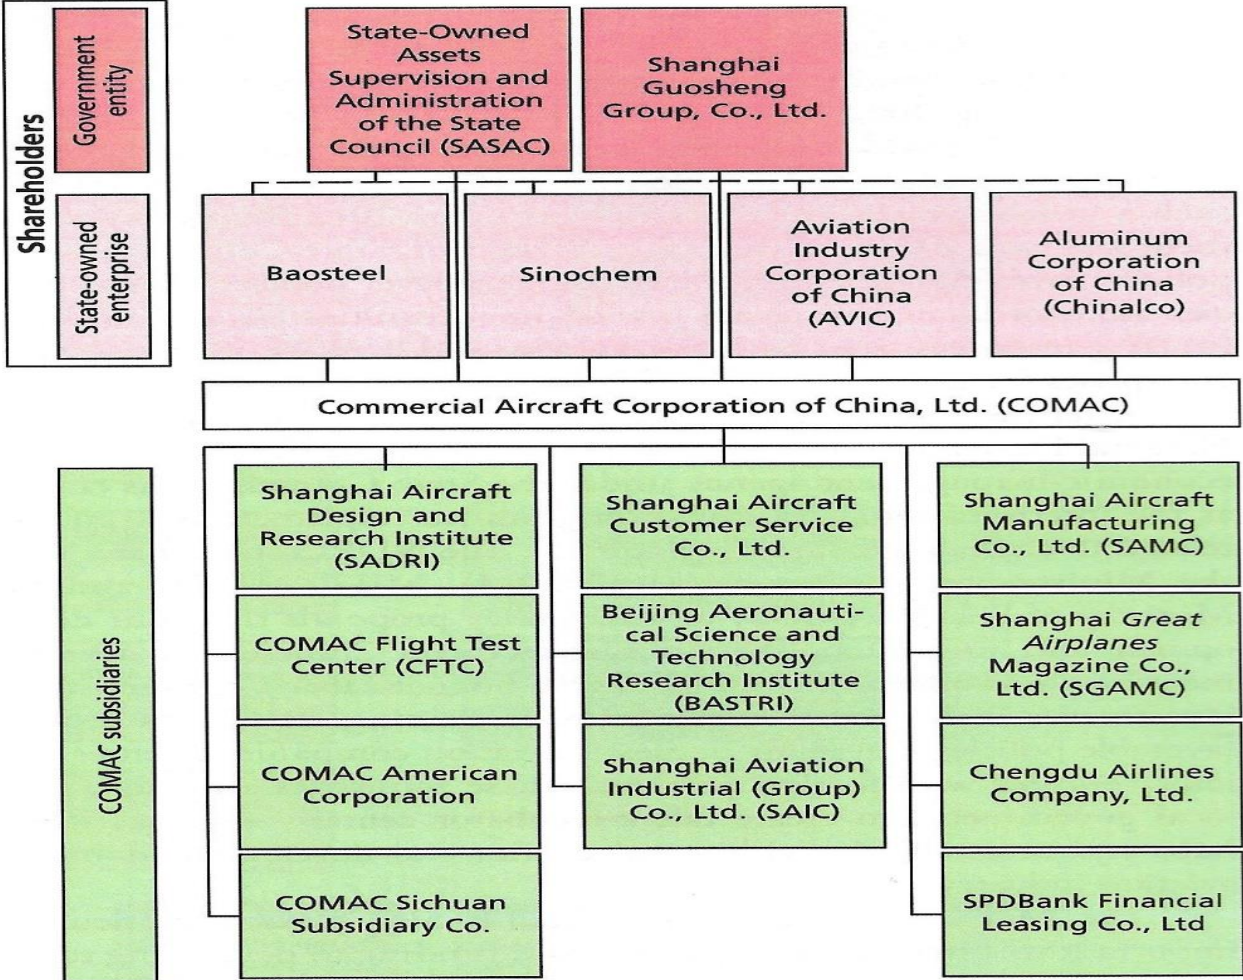 Shareholders
Government
entity
State-Owned
Assets
Supervision and
Administration
of the State
Council (SASAC)
Shanghai
Guosheng
Group, Co., Ltd.
State-owned
enterprise
Baosteel
Sinochem
Aviation
Industry
Corporation
of China
(AVIC)
Aluminum
Corporation
of China
(Chinalco)
Commercial Aircraft Corporation of China, Ltd. (COMAC)
COMAC subsidiaries
Shanghai Aircraft
Design and
Research Institute
(SADRI)
Shanghai Aircraft
Customer Service
Co., Ltd.
Shanghai Aircraft
Manufacturing
Co., Ltd. (SAMC)
COMAC Flight Test
Center (CFTC)
Beijing Aeronauti-
cal Science and
Technology
Research Institute
(BASTRI)
Shanghai Great
Airplanes
Magazine Co.,
Ltd. (SGAMC)
COMAC American
Corporation
Shanghai Aviation
Industrial (Group)
Co., Ltd. (SAIC)
Chengdu Airlines
Company, Ltd.
COMAC Sichuan
Subsidiary Co.
SPDBank Financial
Leasing Co., Ltd